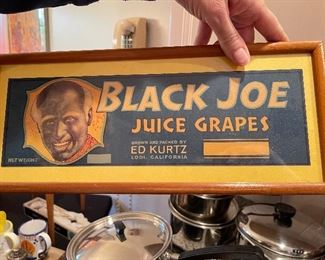 BLACK JOE
JUICE GRAPES
GROWN AND PACKED BY
ED KURTZ
LODI, CALIFORNIA
NET WEIGHT